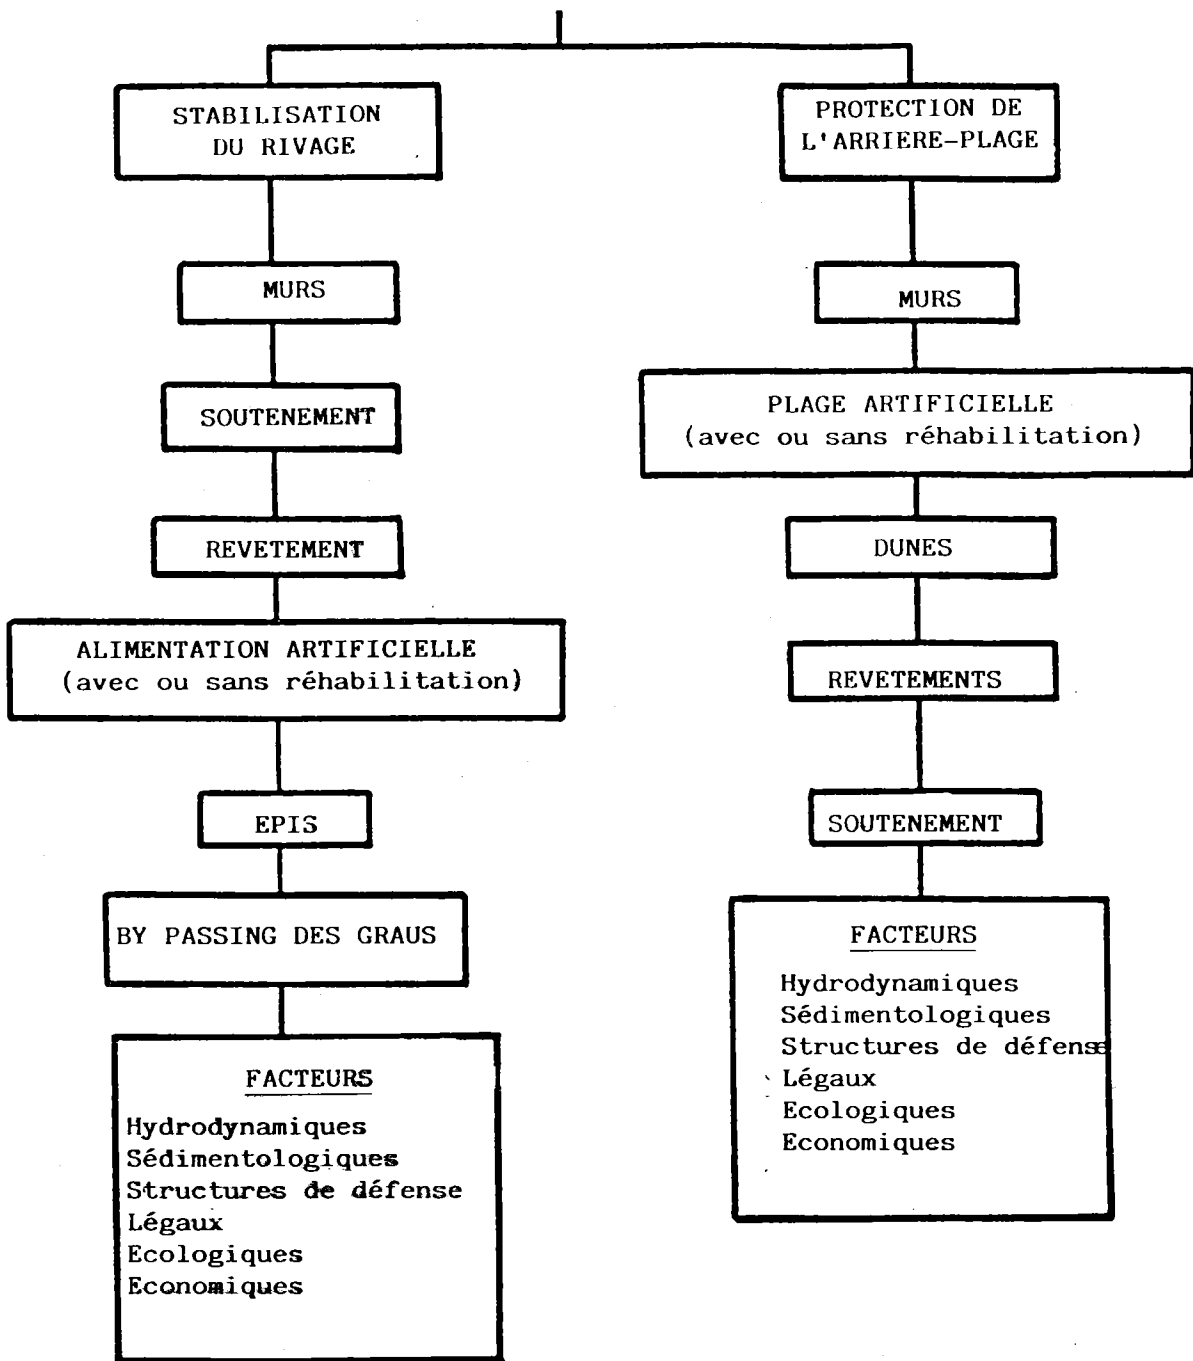 STABILISATION
DU RIVAGE
MURS
SOUTENEMENT
REVETEMENT
ALIMENTATION ARTIFICIELLE
(avec ou sans réhabilitation)
EPIS
BY PASSING DES GRAUS
FACTEURS
Hydrodynamiques
Sédimentologiques
Structures de défense
Légaux
Ecologiques
Economiques
PROTECTION DE
L'ARRIERE-PLAGE
MURS
PLAGE ARTIFICIELLE
(avec ou sans réhabilitation)
DUNES
REVETEMENTS
SOUTENEMENT
FACTEURS
Hydrodynamiques
Sédimentologiques
Structures de défense
Légaux
Ecologiques
Economiques